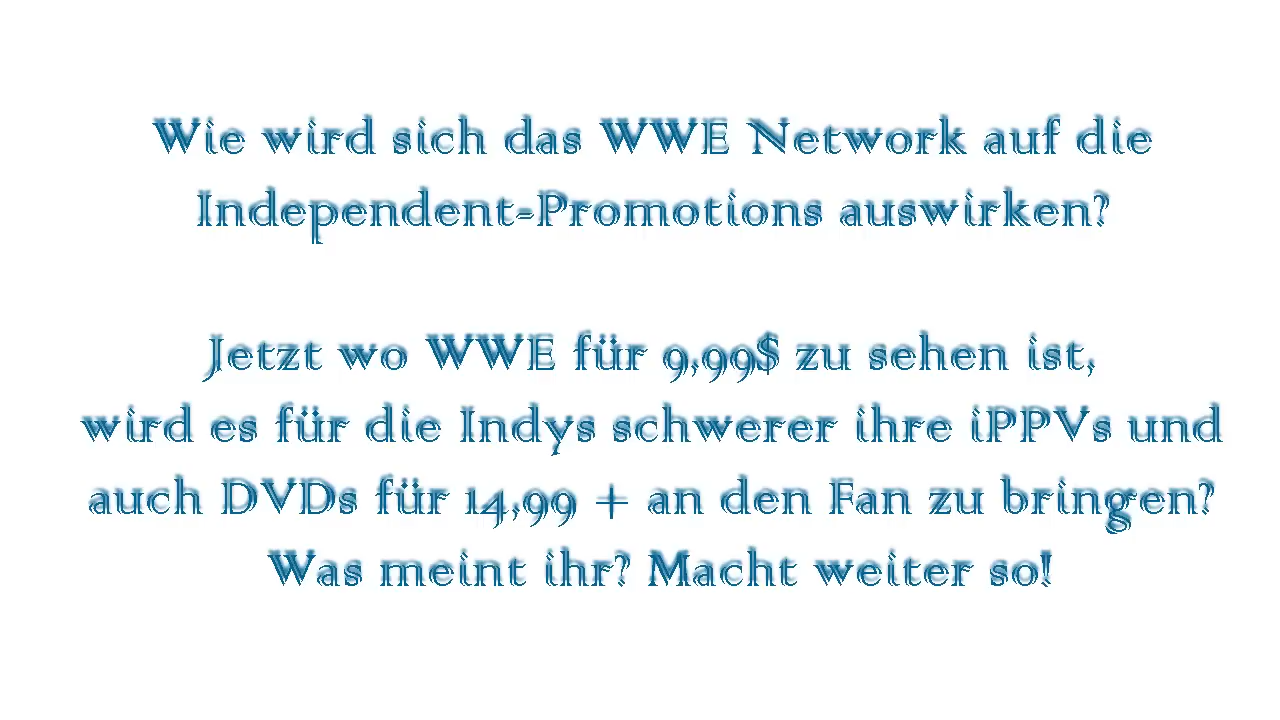 Wie wird sich das WWE Network auf die
Independent-Promotions auswirken?
Jetzt wo WWE für 9,99$ zu sehen ist,
wird es für die Indys schwerer ihre iPPVs und
auch DVDs für 14,99 + an den Fan zu bringen?
Was meint ihr? Macht weiter so!